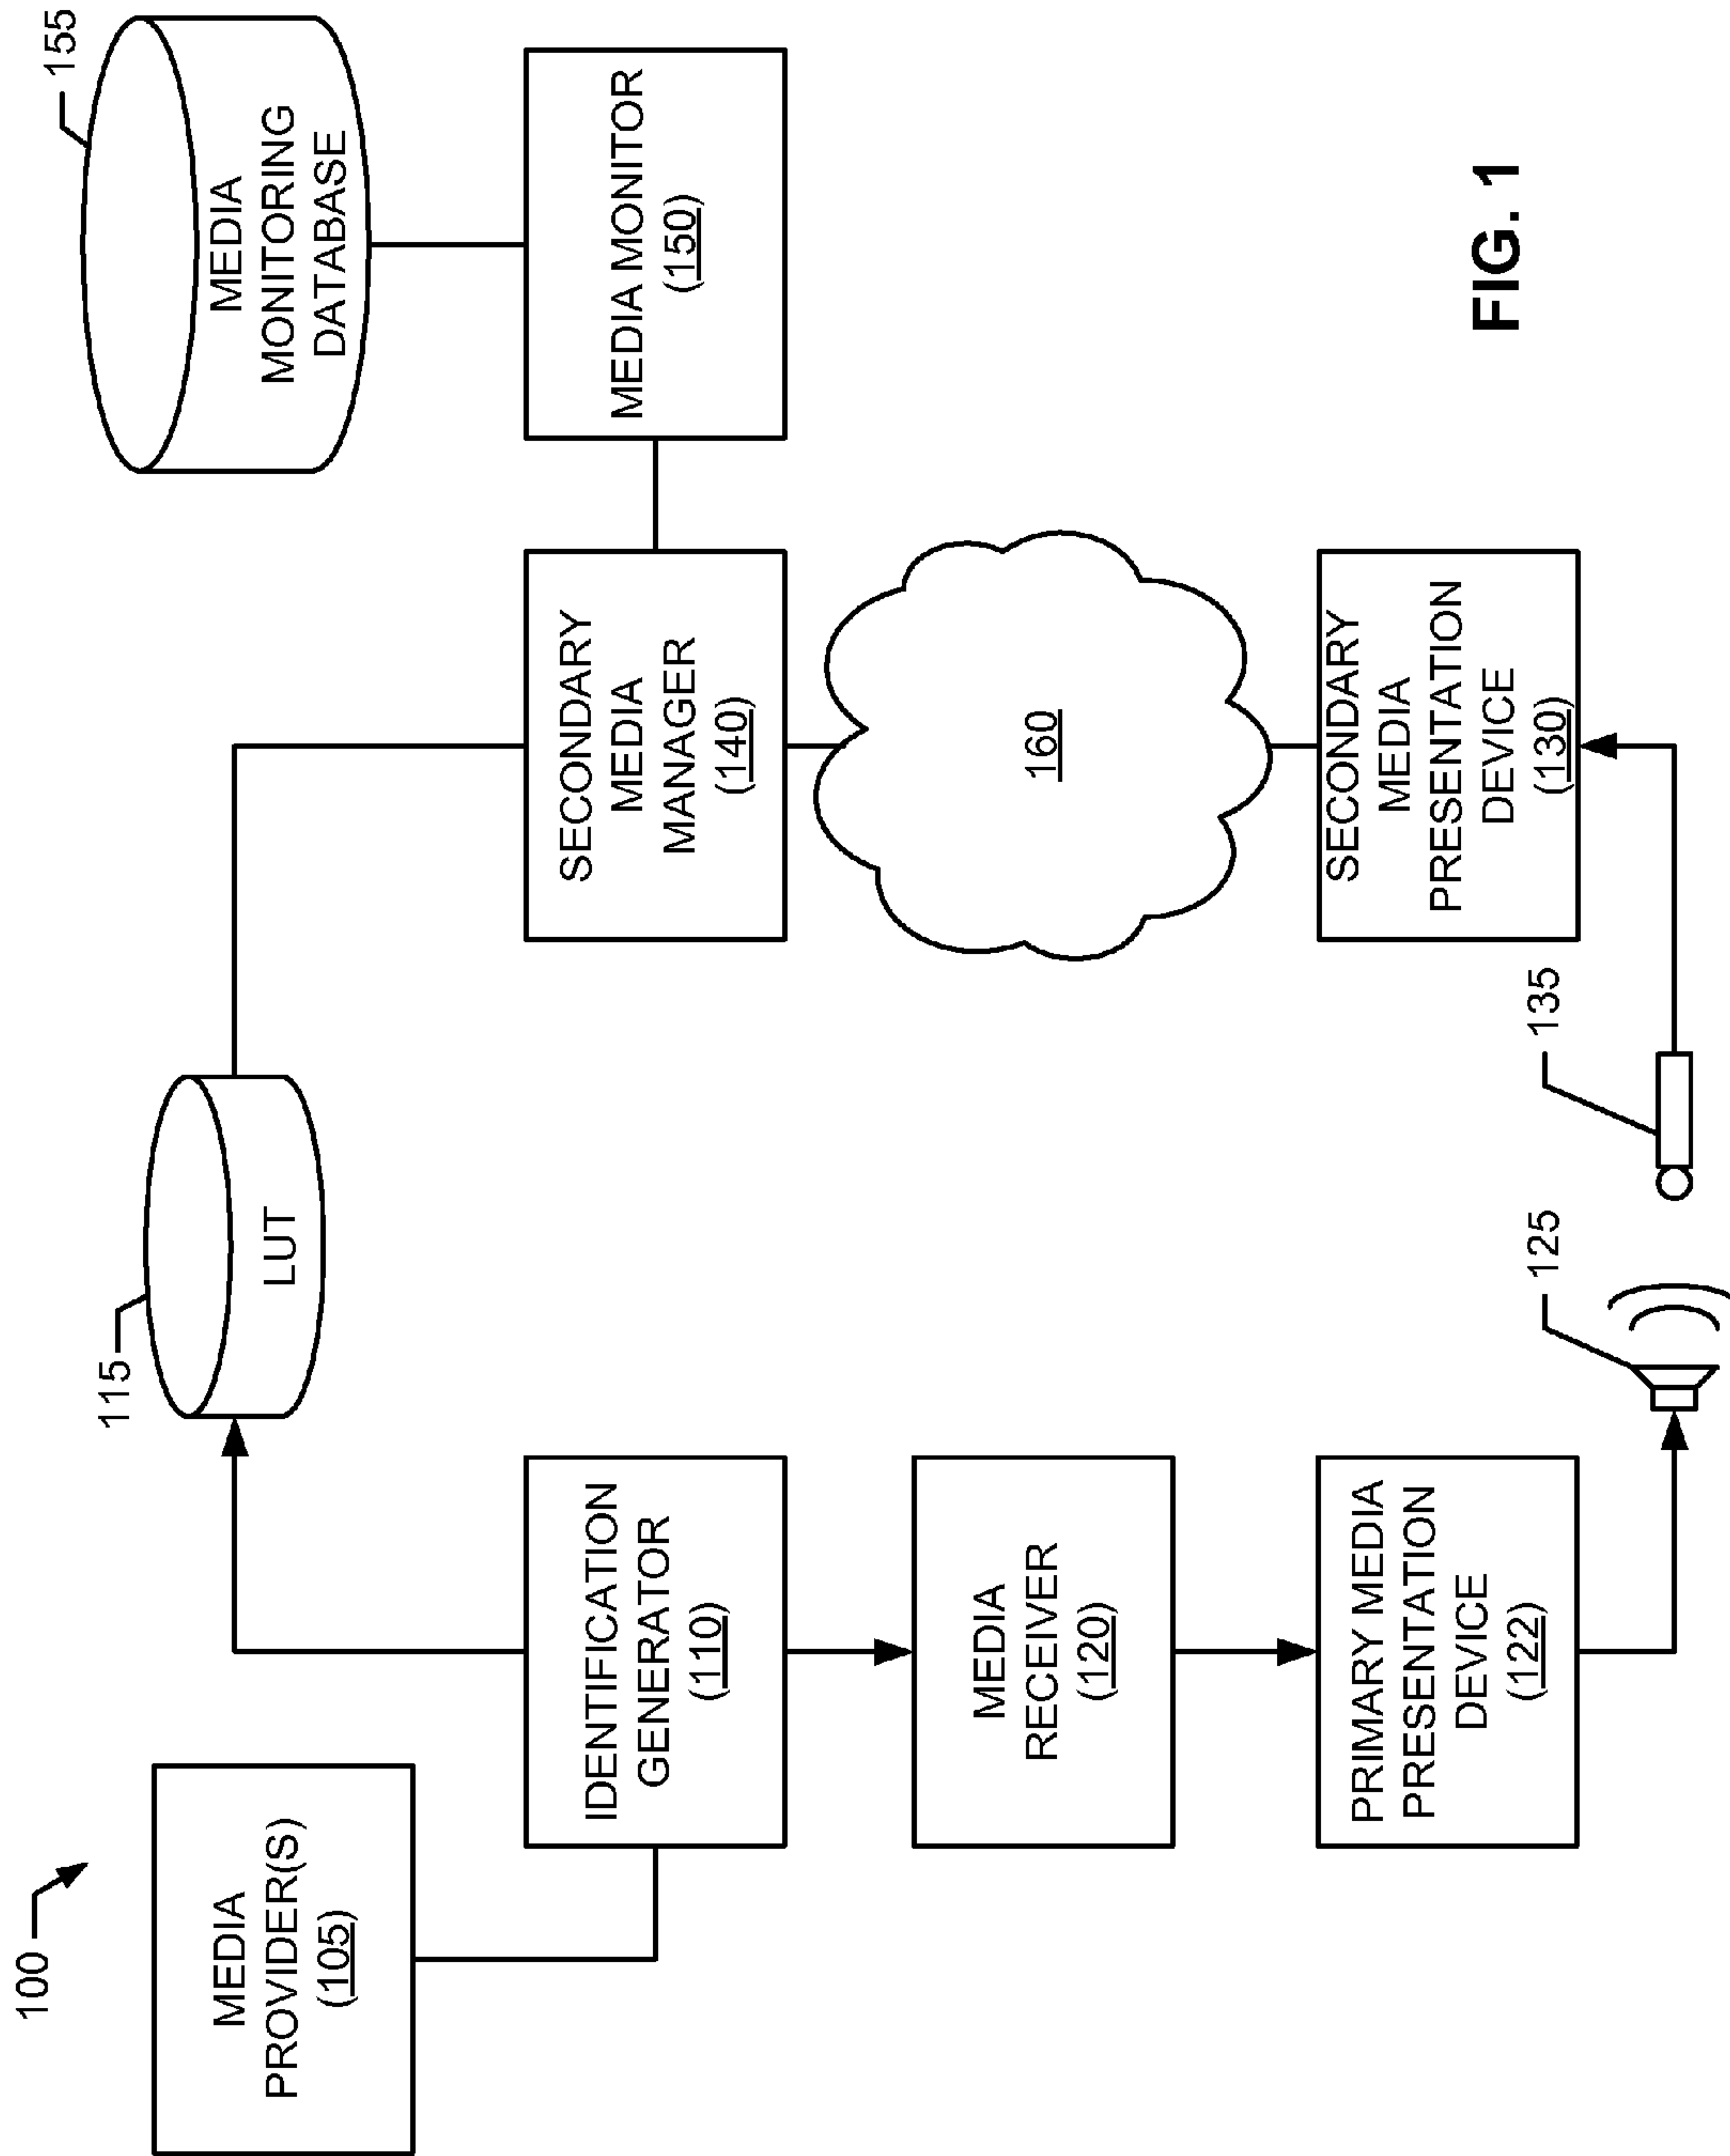 100
MEDIA
PROVIDER(S)
(105)
IDENTIFICATION
GENERATOR
(110)
115
LUT
MEDIA
RECEIVER
(120)
PRIMARY MEDIA
PRESENTATION
DEVICE
(122)
125
135
SECONDARY
MEDIA
MANAGER
(140)
160
SECONDARY
MEDIA
PRESENTATION
DEVICE
(130)
155
MEDIA
MONITORING
DATABASE
MEDIA MONITOR
(150)
FIG. 1